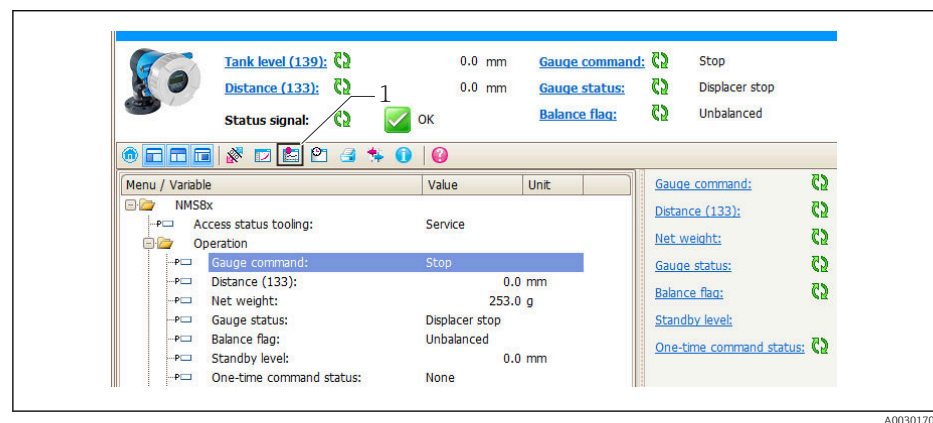 Tank level (139): 0.0 mm Gauge command: Stop
Distance (133): 0.0 mm Gauge status: Displacer stop
1
Status signal: OK Balance flag: Unbalanced
Menu / Variable Value Unit
NMS8x
Access status tooling: Service
Operation
Gauge command: Stop
Distance (133): 0.0 mm
Net weight: 253.0 g
Gauge status: Displacer stop
Balance flag: Unbalanced
Standby level: 0.0 mm
One-time command status: None
Gauge command:
Distance (133):
Net weight:
Gauge status:
Balance flag:
Standby level:
One-time command status:
A0030170